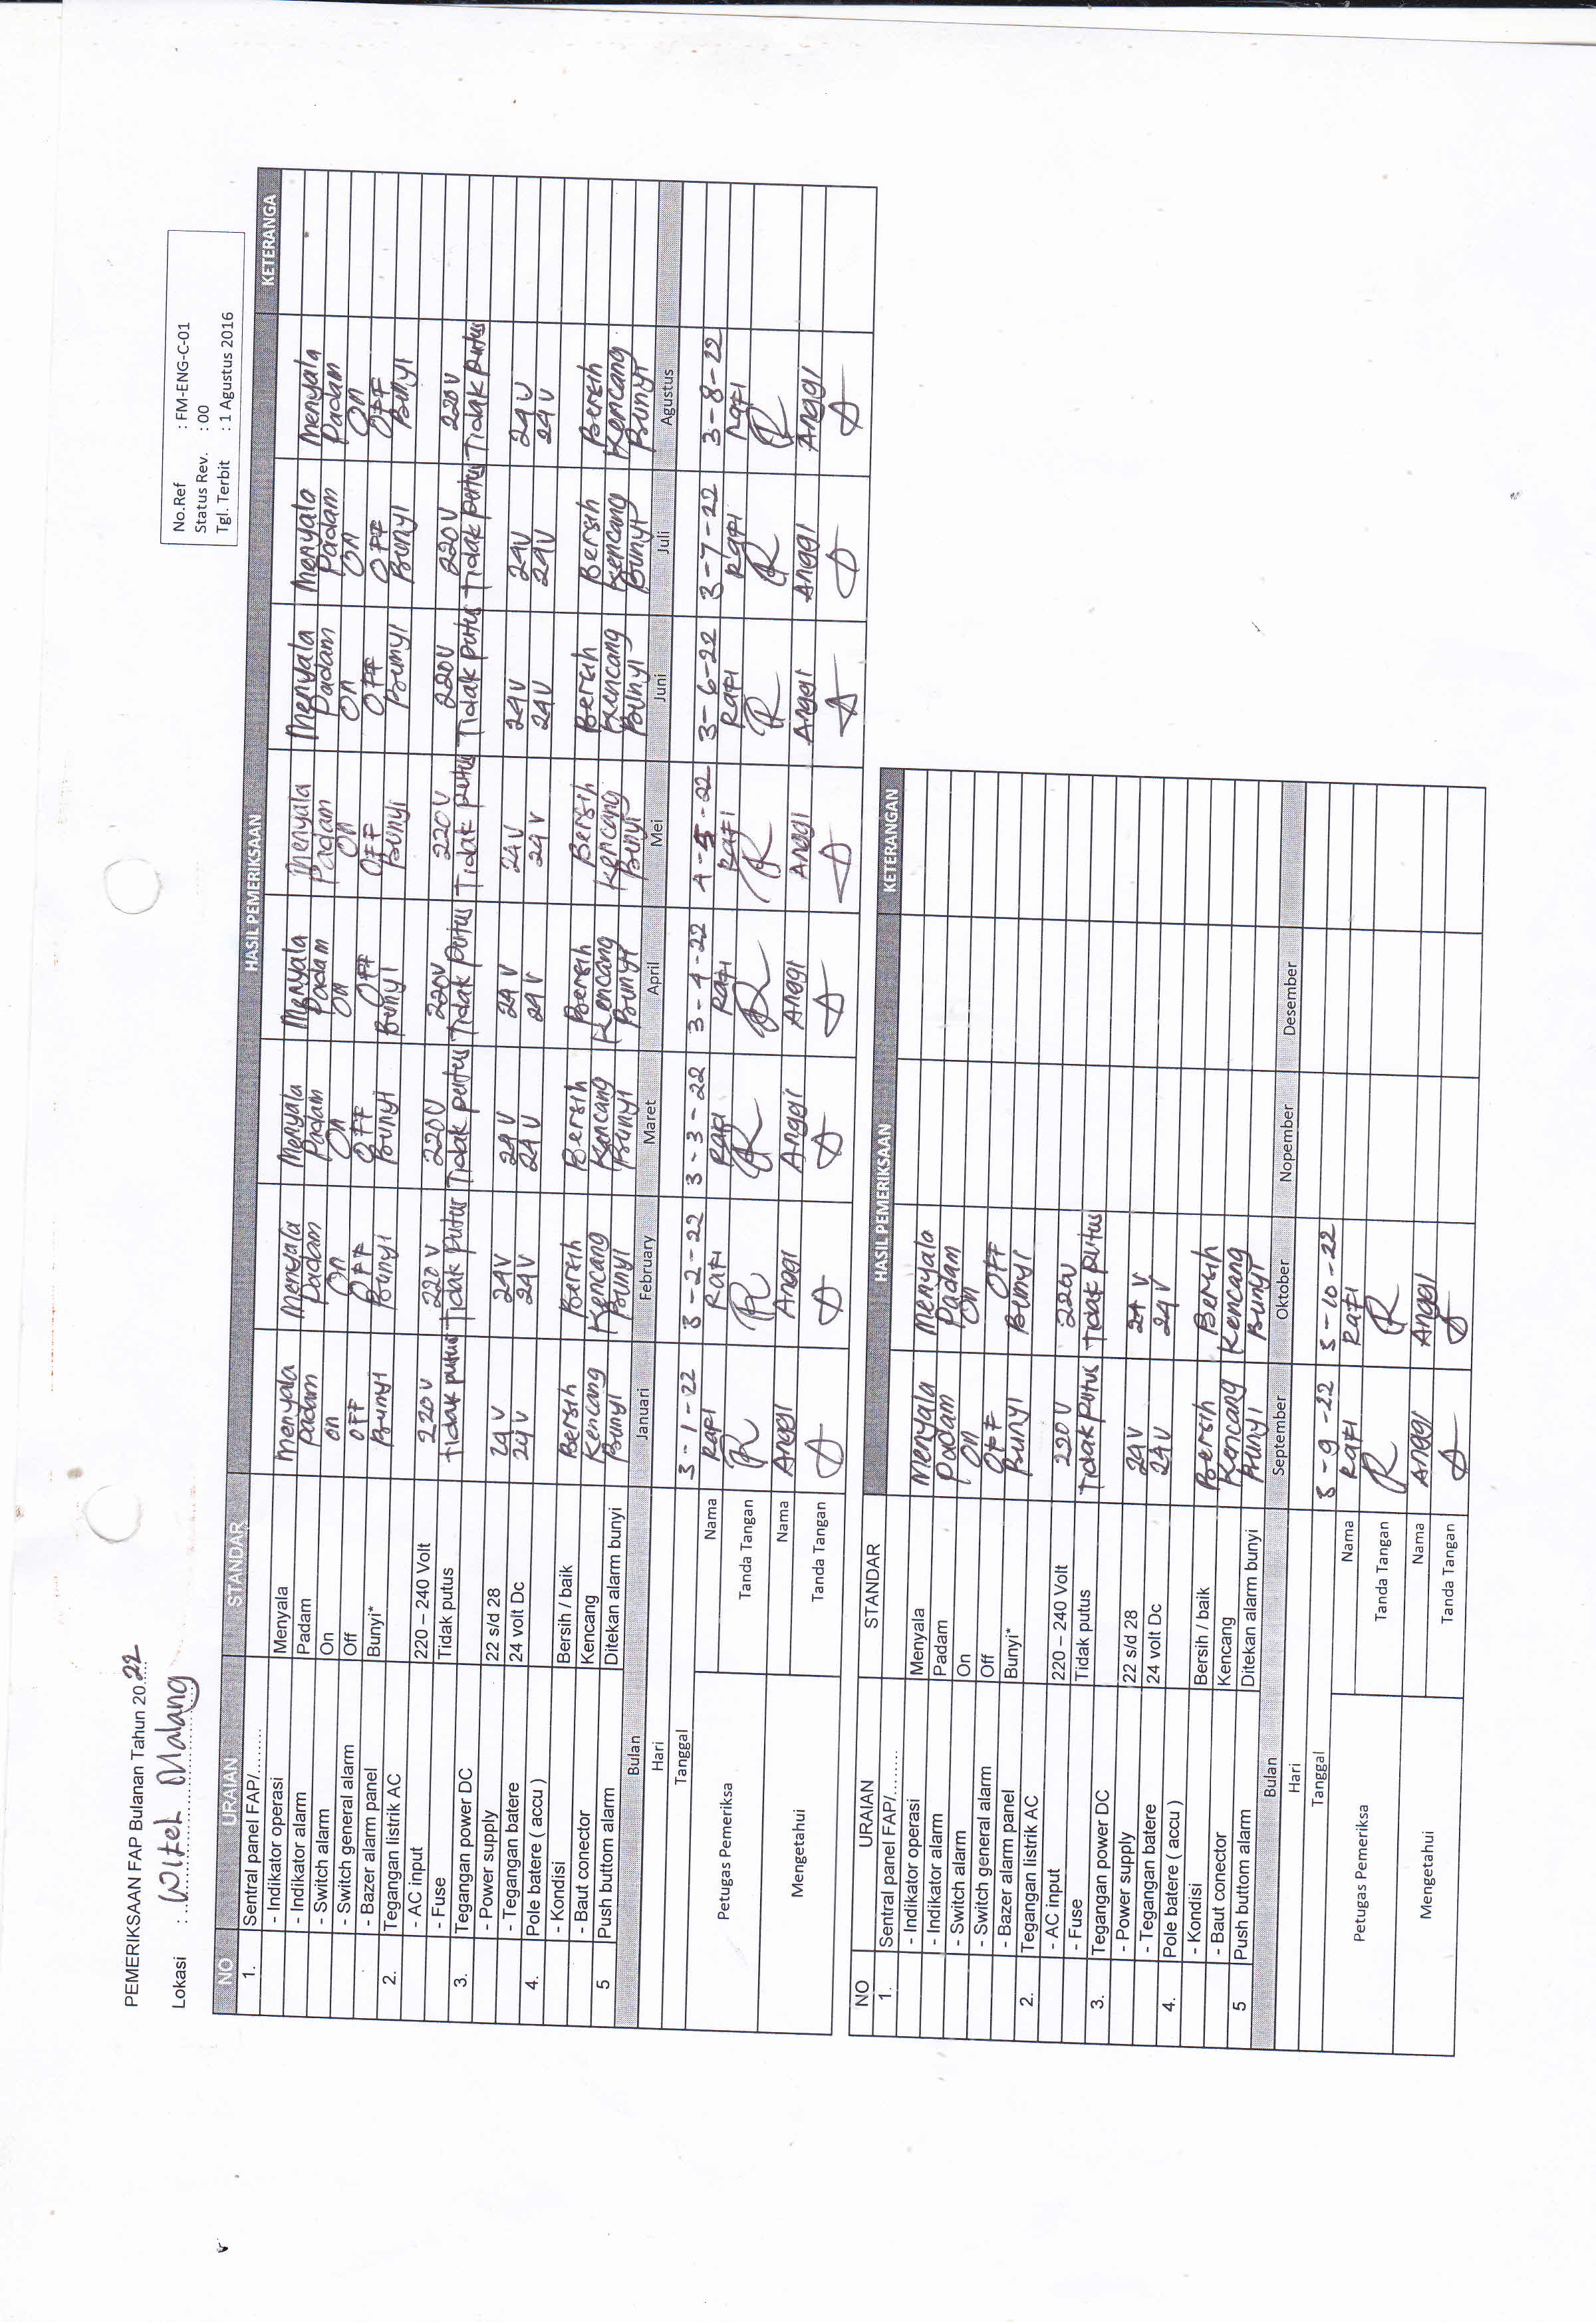 PEMERIKSAAN FAP Bulanan Tahun 20.22
Lokasi : Witel Malang
No.Ref : FM-ENG-C-01
Status Rev. : 00
Tgl. Terbit : 1 Agustus 2016
NO URAIAN STANDAR HASIL PEMERIKSAAN KETERANGA
1. Sentral panel FAP/........
- Indikator operasi Menyala Menyala Menyala Menyala Menyala Menyala Menyala Menyala Menyala
- Indikator alarm Padam Padam Padam Padam Padam Padam Padam Padam Padam
- Switch alarm On on On On On On On On On
- Switch general alarm Off OFF OFF OFF OFF OFF OFF OFF OFF
- Bazer alarm panel Bunyi* Bunyi Bunyi Bunyi Bunyi Bunyi Bunyi Bunyi Bunyi
2. Tegangan listrik AC
- AC input 220 – 240 Volt 220 V 220 V 220V 220V 220 V 220V 220V 220V
- Fuse Tidak putus tidak putus Tidak Putus Tidak putus Tidak Putus Tidak Putus Tidak putus Tidak Putus Tidak Putus
3. Tegangan power DC
- Power supply 22 s/d 28 24 V 24V 24 V 24 V 24V 24V 24V 24V
- Tegangan batere 24 volt Dc 24 V 24V 24 V 24 V 24 V 24V 24V 24V
4. Pole batere ( accu )
- Kondisi Bersih / baik Bersih Bersih Bersih Bersih Bersih Bersih Bersih Bersih
- Baut conector Kencang Kencang Kencang Kencang Kencang Kencang Kencang Kencang Kencang
5 Push buttom alarm Ditekan alarm bunyi Bunyi Bunyi Bunyi Bunyi Bunyi Bunyi Bunyi Bunyi
Bulan Januari February Maret April Mei Juni Juli Agustus
Hari
Tanggal 3-1-22 3-2-22 3-3-22 3-4-22 4-5-22 3-6-22 3-7-22 3-8-22
Petugas Pemeriksa Nama Rafi Rafi Rafi Rafi Rafi Rafi Rafi Rafi
Tanda Tangan
Mengetahui Nama Anggi Anggi Anggi Anggi Anggi Anggi Anggi Anggi
Tanda Tangan
NO URAIAN STANDAR HASIL PEMERIKSAAN KETERANGAN
1. Sentral panel FAP/........
- Indikator operasi Menyala Menyala Menyala
- Indikator alarm Padam Padam Padam
- Switch alarm On On On
- Switch general alarm Off OFF OFF
- Bazer alarm panel Bunyi* Bunyi Bunyi
2. Tegangan listrik AC
- AC input 220 – 240 Volt 220 V 220V
- Fuse Tidak putus Tidak Putus Tidak Putus
3. Tegangan power DC
- Power supply 22 s/d 28 24V 24 V
- Tegangan batere 24 volt Dc 24V 24V
4. Pole batere ( accu )
- Kondisi Bersih / baik Bersih Bersih
- Baut conector Kencang Kencang Kencang
5 Push buttom alarm Ditekan alarm bunyi Bunyi Bunyi
Bulan September Oktober Nopember Desember
Hari
Tanggal 3-9-22 3-10-22
Petugas Pemeriksa Nama Rafi Rafi
Tanda Tangan
Mengetahui Nama Anggi Anggi
Tanda Tangan